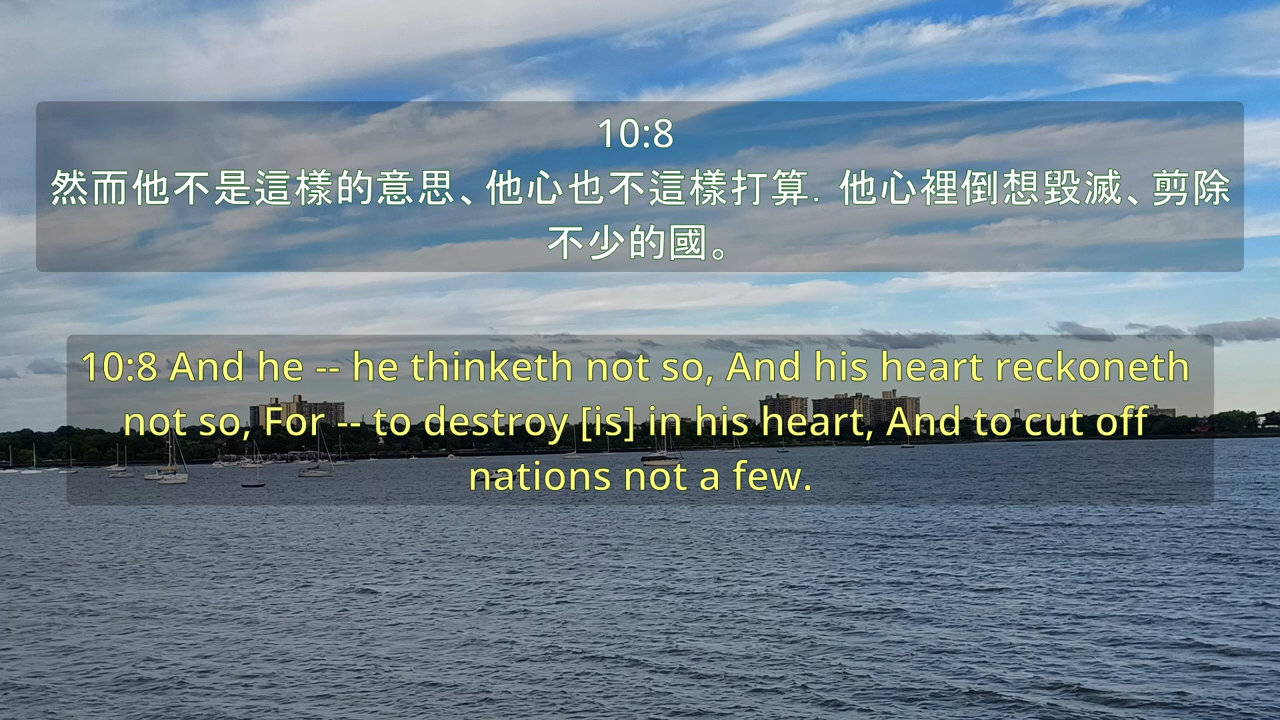 10:8
然而他不是這樣的意思、他心也不這樣打算．他心裡倒想毀滅、剪除
不少的國。
10:8 And he -- he thinketh not so, And his heart reckoneth
not so, For -- to destroy [is] in his heart, And to cut off
nations not a few.